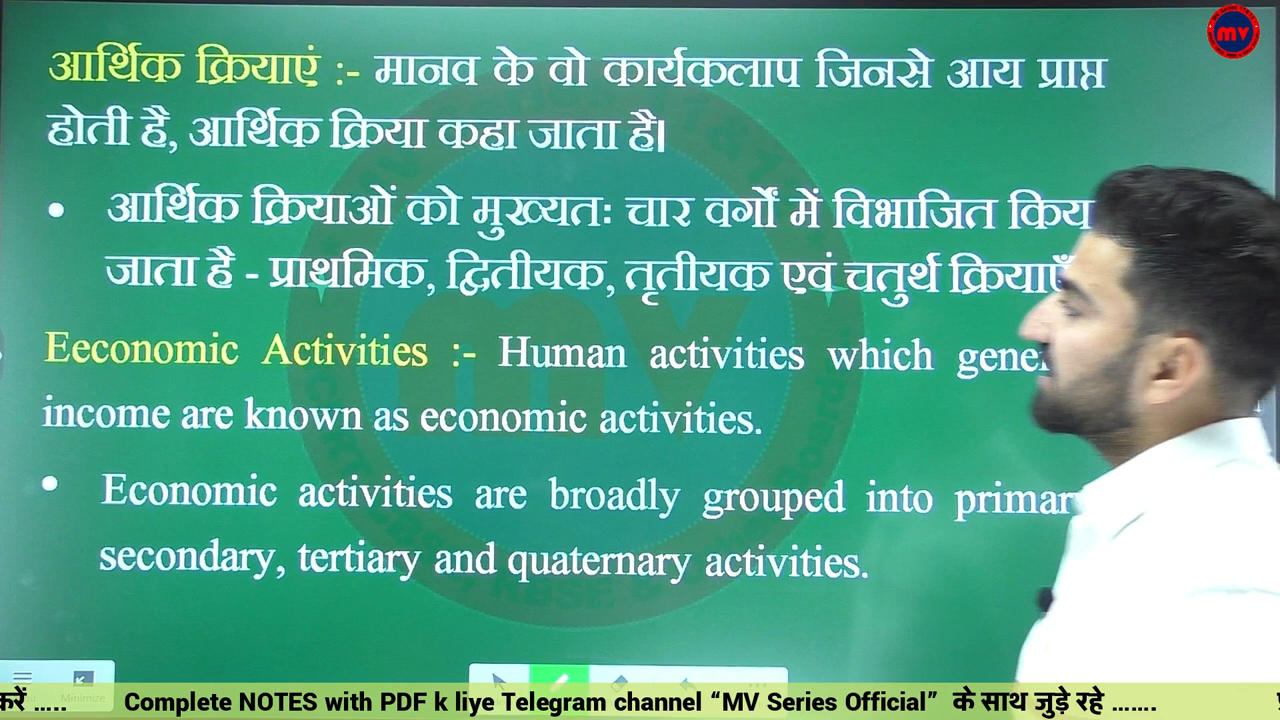 आर्थिक क्रियाएं :- मानव के वो कार्यकलाप जिनसे आय प्राप्त
होती है, आर्थिक क्रिया कहा जाता है।
• आर्थिक क्रियाओं को मुख्यतः चार वर्गों में विभाजित
जाता है - प्राथमिक, द्वितीयक, तृतीयक एवं चतुर्थ क्रियाएँ
Eeconomic Activities :- Human activities which
income are known as economic activities.
• Economic activities are broadly grouped into primary
secondary, tertiary and quaternary activities.
mv
Minimize
करें ..... Complete NOTES with PDF k liye Telegram channel “MV Series Official” के साथ जुड़े रहे .......